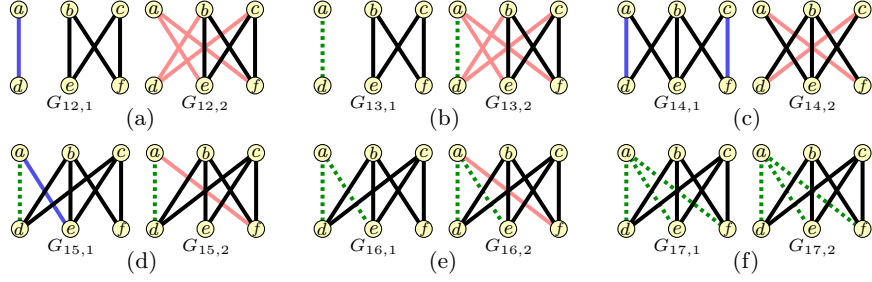 a b c a b c a b c a b c a b c a b c
d e f d e f d e f d e f d e f d e f
G12,1 G12,2 G13,1 G13,2 G14,1 G14,2
(a) (b) (c)
a b c a b c a b c a b c a b c a b c
d e f d e f d e f d e f d e f d e f
G15,1 G15,2 G16,1 G16,2 G17,1 G17,2
(d) (e) (f)